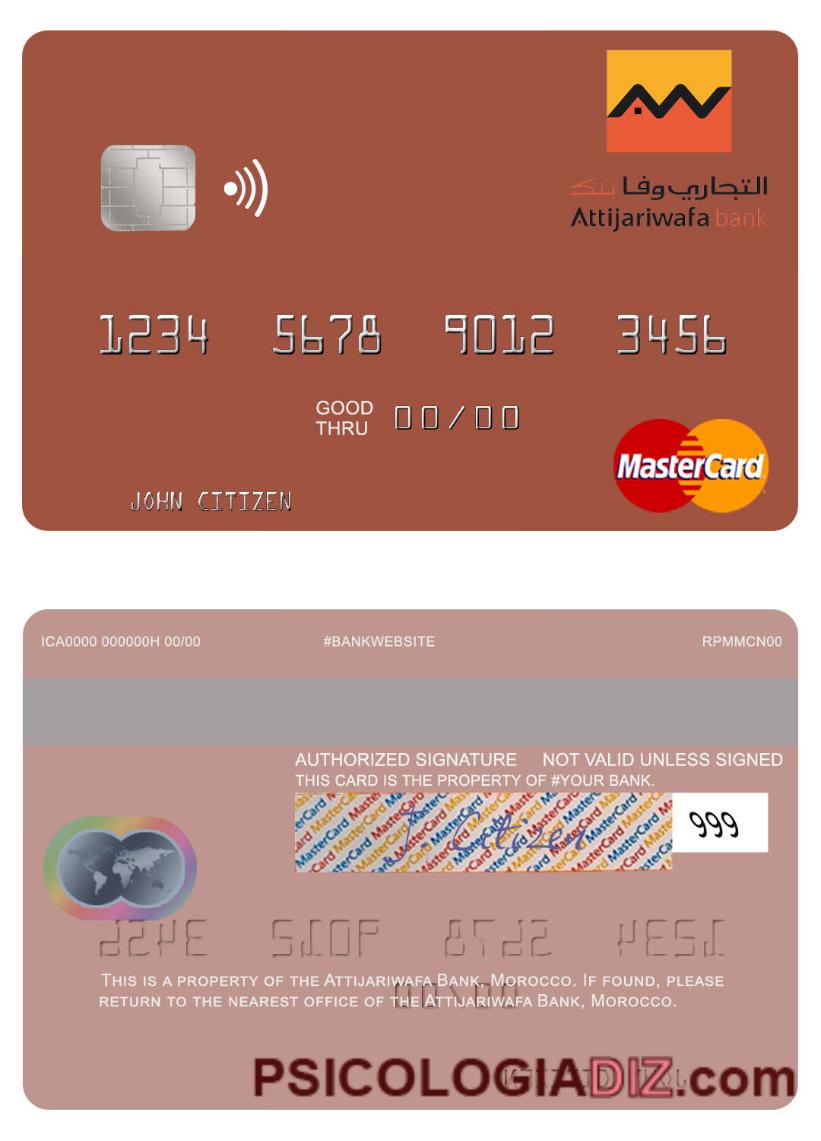 التجاري وفا بنك
Attijariwafa bank
1234 5678 9012 3456
GOOD THRU 00/00
MasterCard
JOHN CITIZEN
ICA0000 000000H 00/00 #BANKWEBSITE RPMMCN00
AUTHORIZED SIGNATURE NOT VALID UNLESS SIGNED
THIS CARD IS THE PROPERTY OF #YOUR BANK.
J. Citizen 999
THIS IS A PROPERTY OF THE ATTIJARIWAFA BANK, MOROCCO. IF FOUND, PLEASE
RETURN TO THE NEAREST OFFICE OF THE ATTIJARIWAFA BANK, MOROCCO.
PSICOLOGIADIZ.com